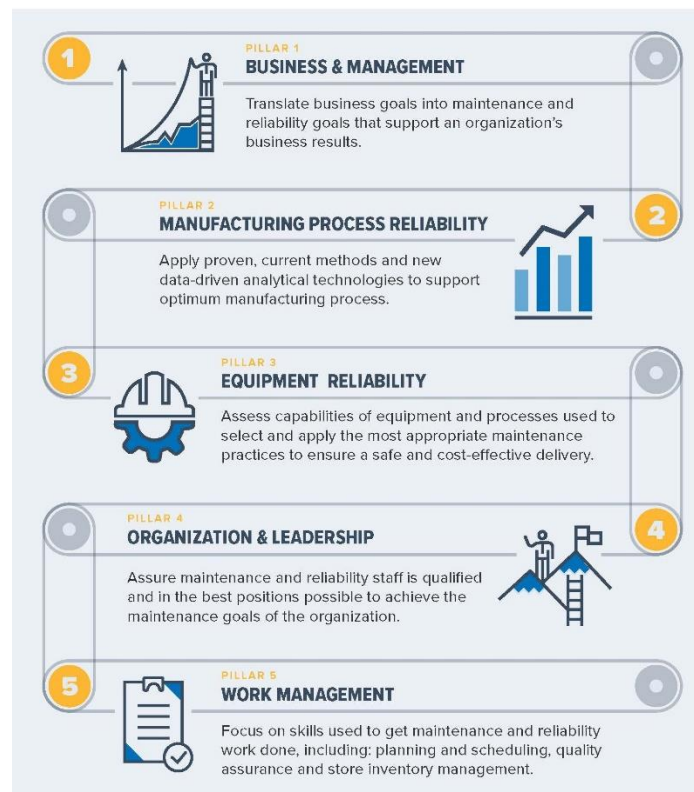 1
PILLAR 1
BUSINESS & MANAGEMENT
Translate business goals into maintenance and
reliability goals that support an organization's
business results.
PILLAR 2
MANUFACTURING PROCESS RELIABILITY
2
Apply proven, current methods and new
data-driven analytical technologies to support
optimum manufacturing process.
3
PILLAR 3
EQUIPMENT RELIABILITY
Assess capabilities of equipment and processes used to
select and apply the most appropriate maintenance
practices to ensure a safe and cost-effective delivery.
PILLAR 4
ORGANIZATION & LEADERSHIP
4
Assure maintenance and reliability staff is qualified
and in the best positions possible to achieve the
maintenance goals of the organization.
5
PILLAR 5
WORK MANAGEMENT
Focus on skills used to get maintenance and reliability
work done, including: planning and scheduling, quality
assurance and store inventory management.